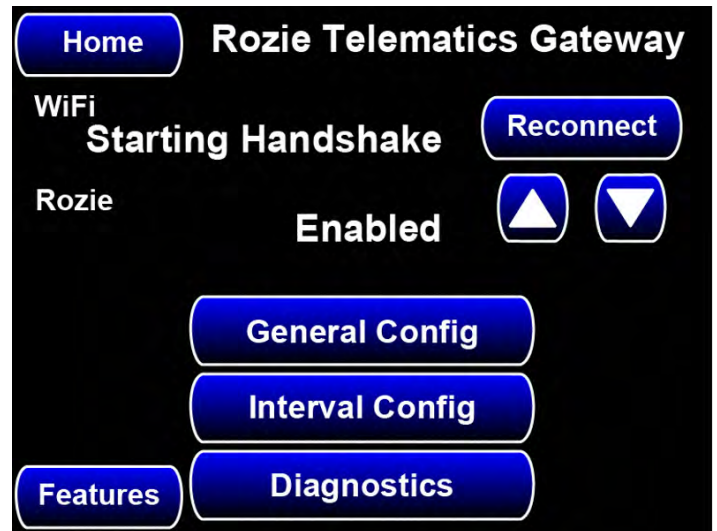 Home
Rozie Telematics Gateway
WiFi
Starting Handshake
Reconnect
Rozie
Enabled
General Config
Interval Config
Features
Diagnostics